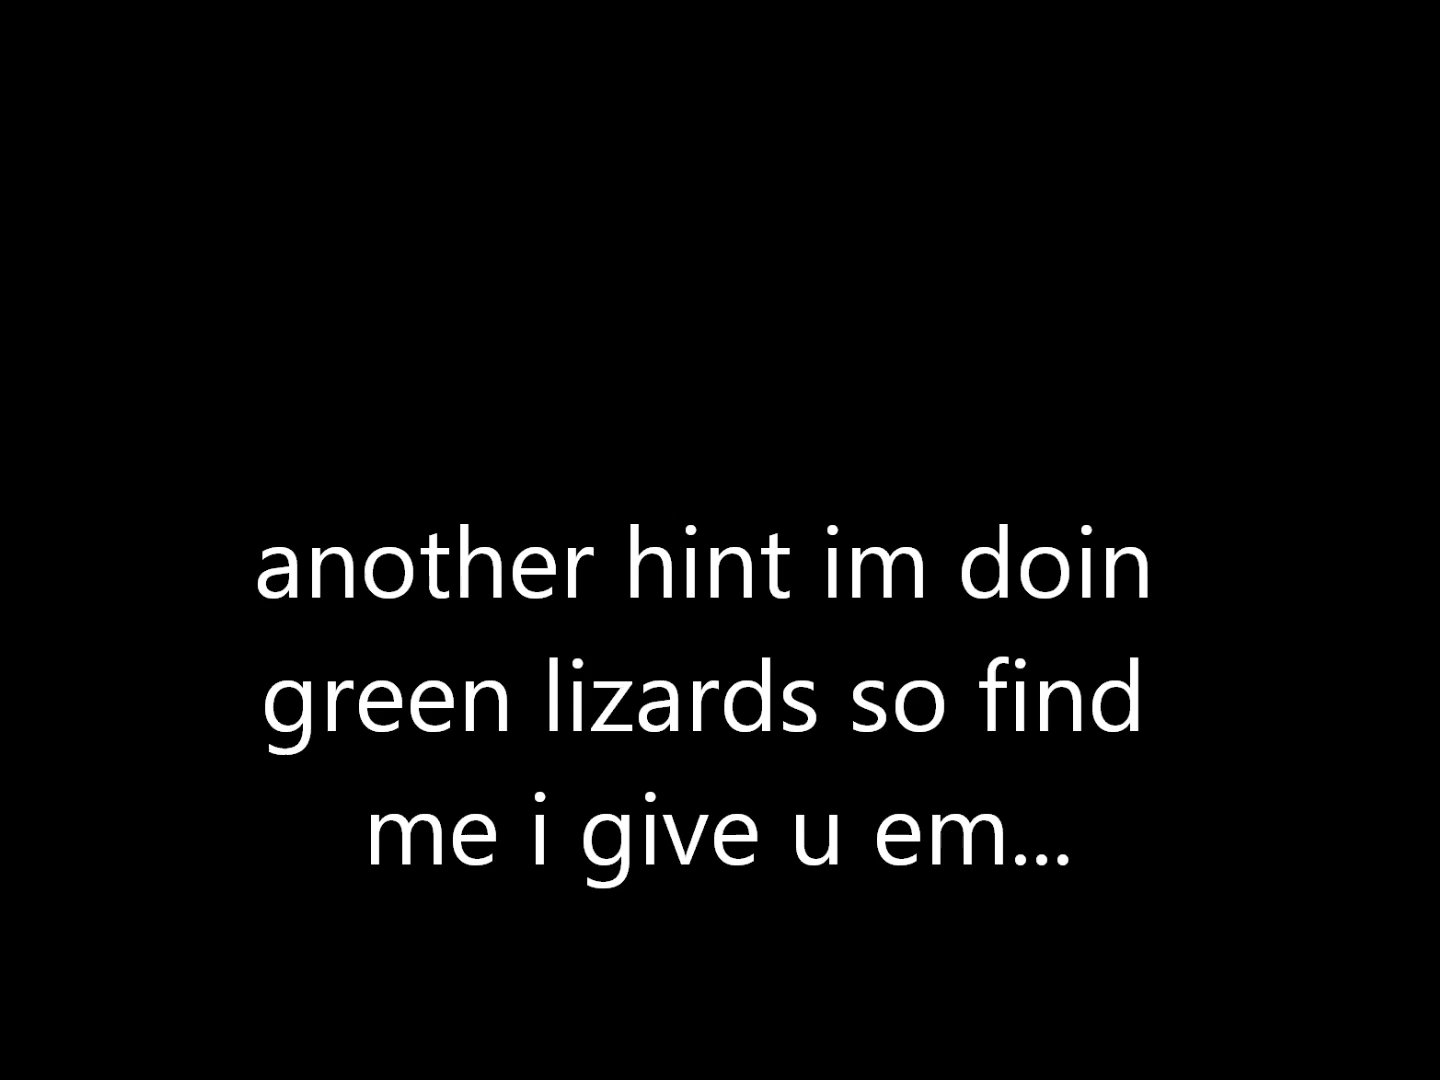 another hint im doin
green lizards so find
me i give u em...